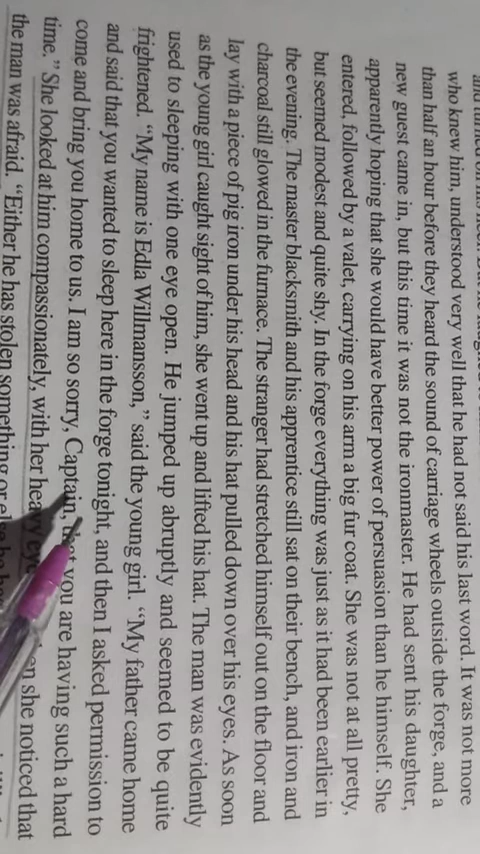 who knew him, understood very well that he had not said his last word. It was not more
than half an hour before they heard the sound of carriage wheels outside the forge, and a
new guest came in, but this time it was not the ironmaster. He had sent his daughter,
apparently hoping that she would have better power of persuasion than he himself. She
entered, followed by a valet, carrying on his arm a big fur coat. She was not at all pretty,
but seemed modest and quite shy. In the forge everything was just as it had been earlier in
the evening. The master blacksmith and his apprentice still sat on their bench, and iron and
charcoal still glowed in the furnace. The stranger had stretched himself out on the floor and
lay with a piece of pig iron under his head and his hat pulled down over his eyes. As soon
as the young girl caught sight of him, she went up and lifted his hat. The man was evidently
used to sleeping with one eye open. He jumped up abruptly and seemed to be quite
frightened. “My name is Edla Willmansson,” said the young girl. “My father came home
and said that you wanted to sleep here in the forge tonight, and then I asked permission to
come and bring you home to us. I am so sorry, Captain, that you are having such a hard
time.” She looked at him compassionately, with her heavy she noticed that
the man was afraid. “Either he has stolen something or